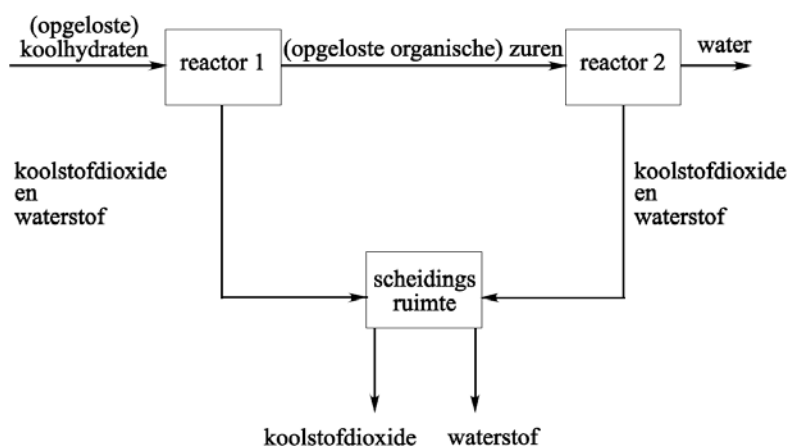 (opgeloste)
koolhydraten
reactor 1
(opgeloste organische) zuren
reactor 2
water
koolstofdioxide
en
waterstof
koolstofdioxide
en
waterstof
scheidings
ruimte
koolstofdioxide
waterstof